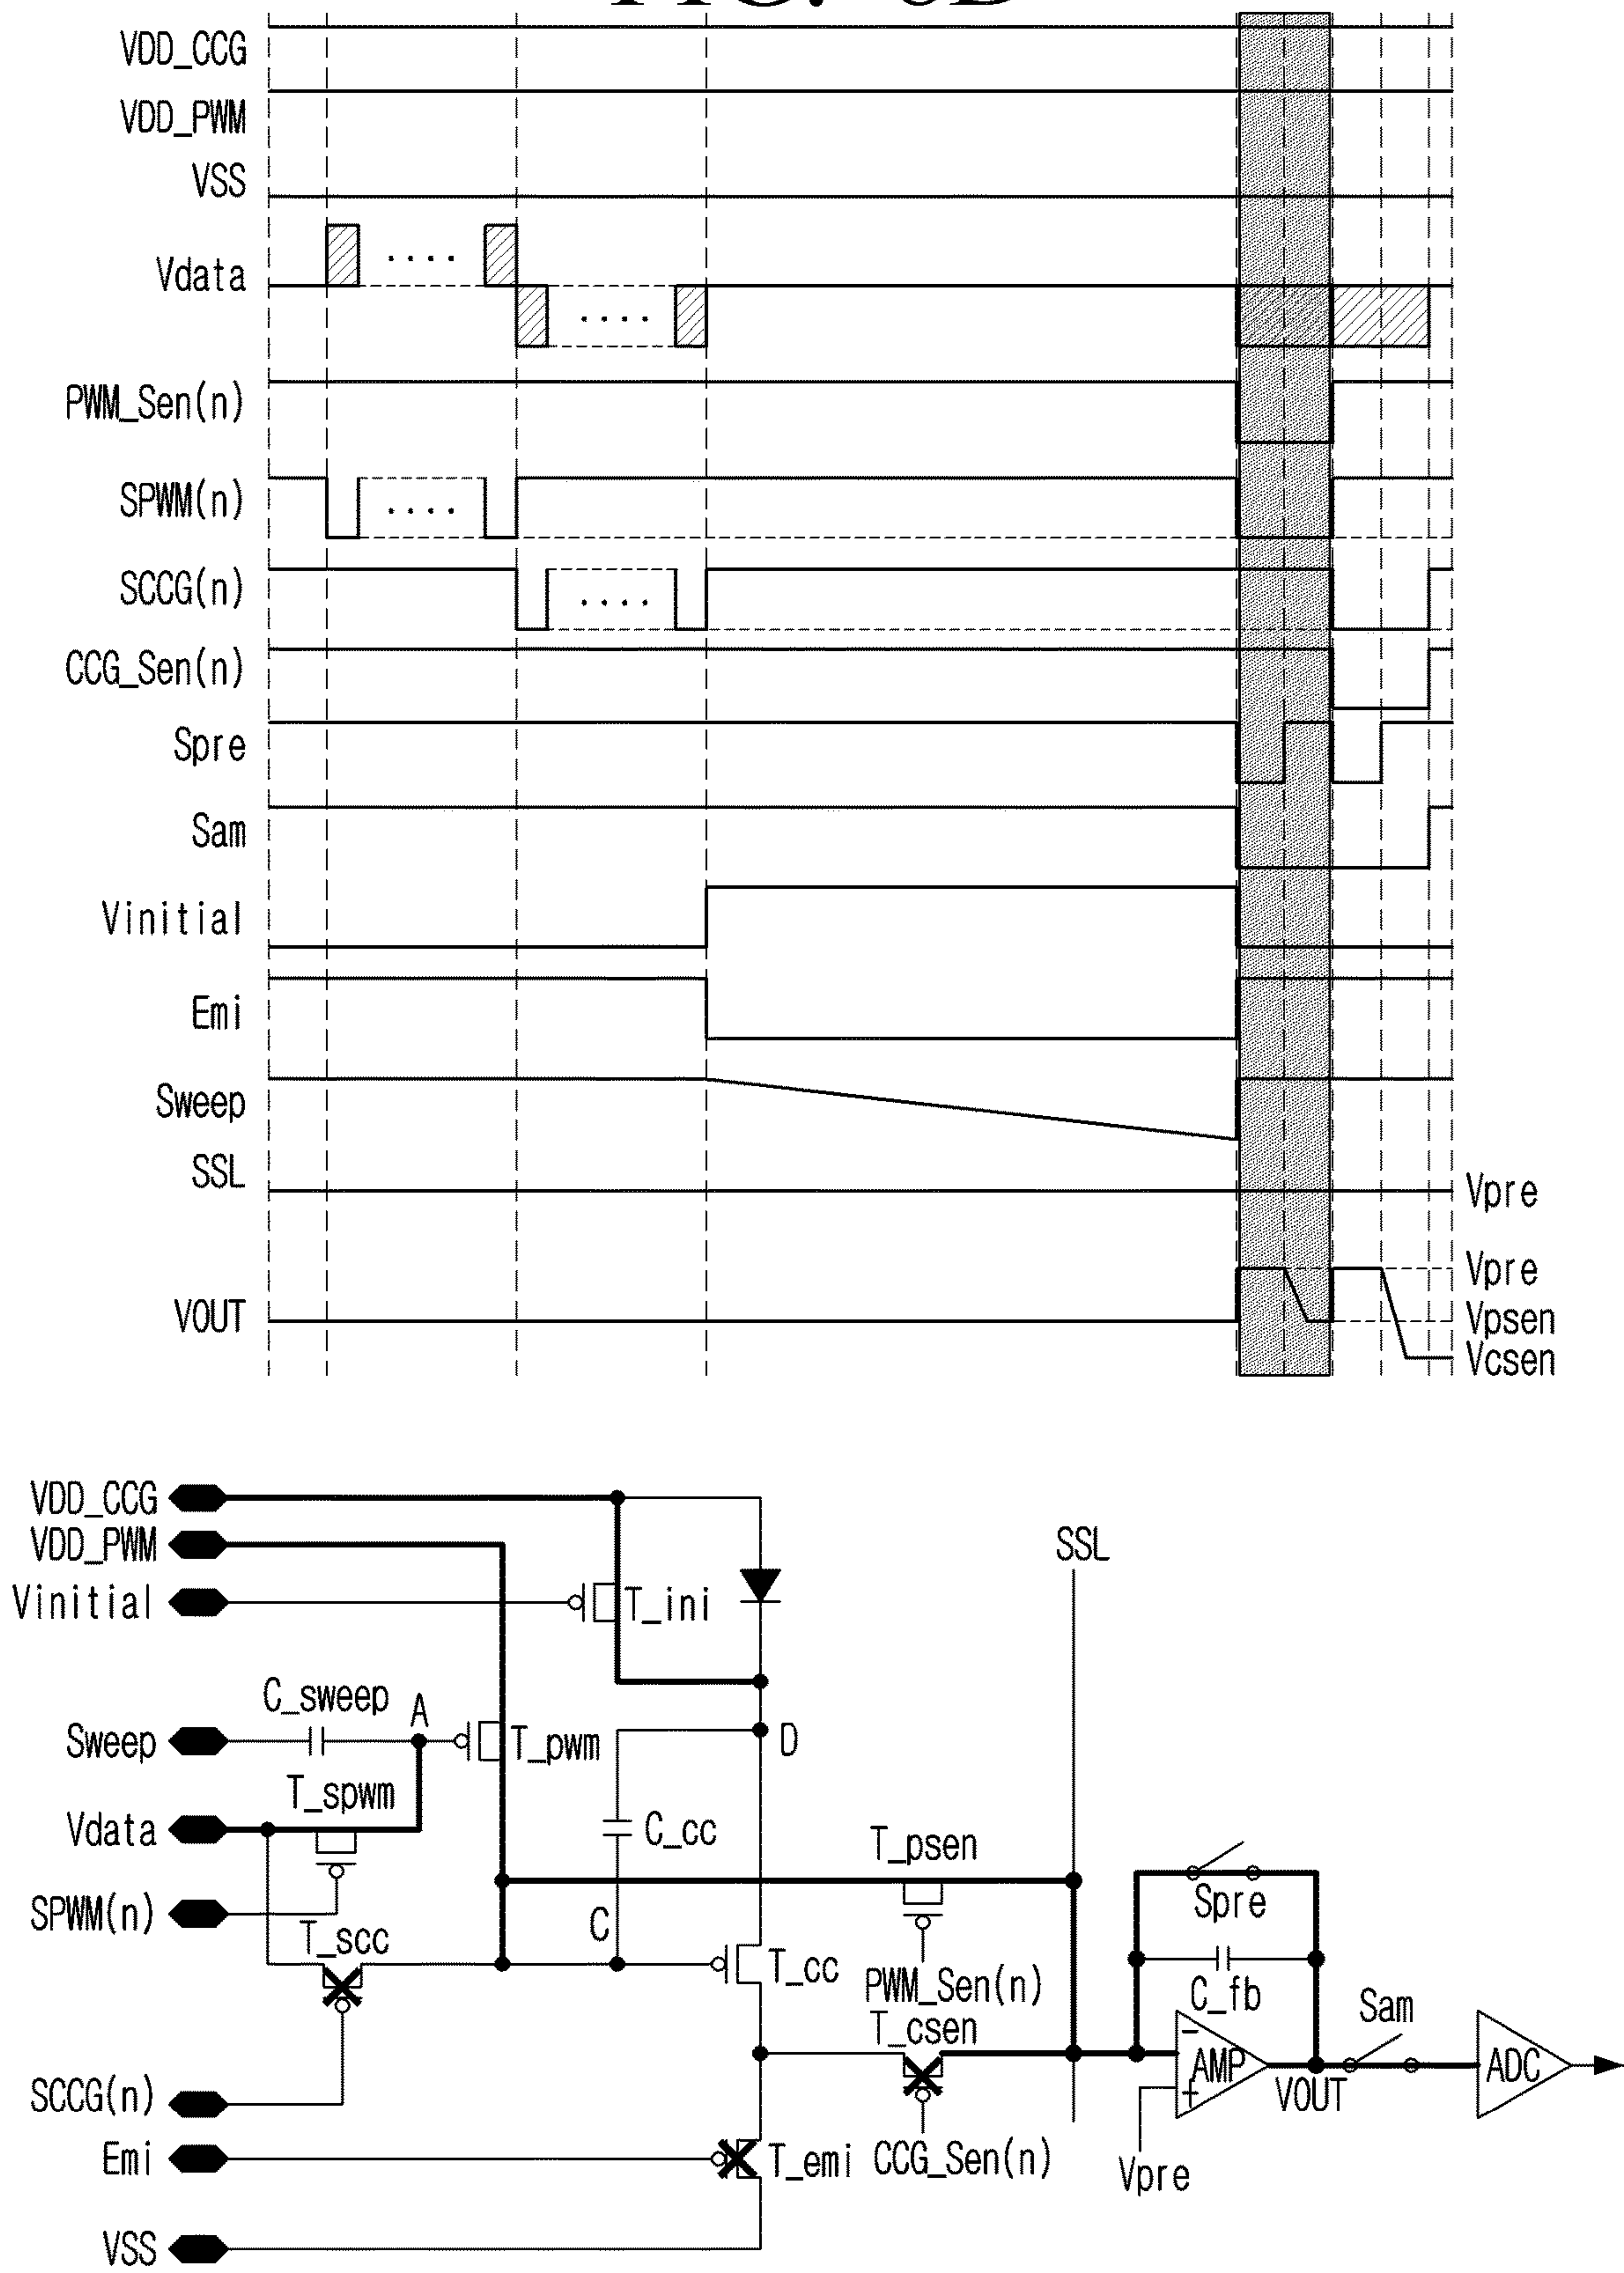 VDD_CCG
VDD_PWM
VSS
Vdata
PWM_Sen(n)
SPWM(n)
SCCG(n)
CCG_Sen(n)
Spre
Sam
Vinitial
Emi
Sweep
SSL
Vpre
Vpre
VOUT
Vpsen
Vcsen
VDD_CCG
VDD_PWM
SSL
Vinitial
T_ini
C_sweep
A
Sweep
T_pwm
D
T_spwm
Vdata
C_cc
T_psen
Spre
SPWM(n)
C
T_scc
T_cc
PWM_Sen(n)
C_fb
Sam
T_csen
-
AMP
+
VOUT
ADC
SCCG(n)
Emi
T_emi
CCG_Sen(n)
Vpre
VSS